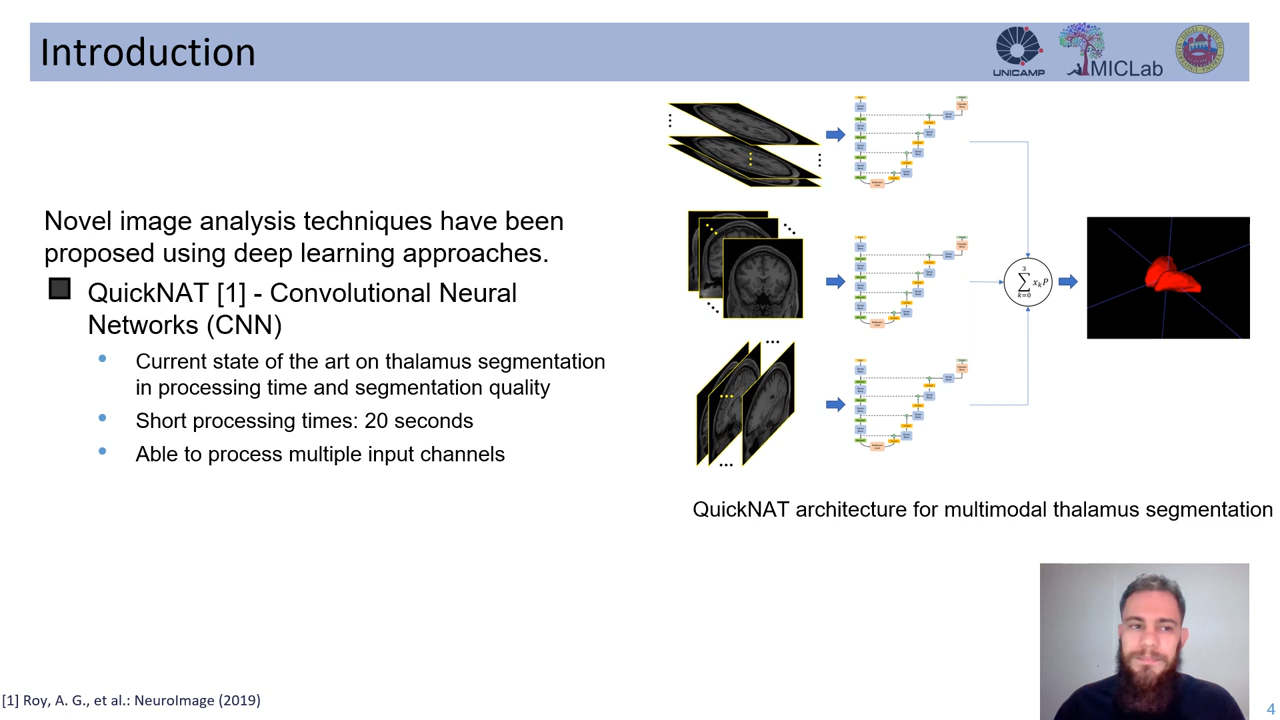 Introduction
UNICAMP
MICLab
Novel image analysis techniques have been
proposed using deep learning approaches.
QuickNAT [1] - Convolutional Neural
Networks (CNN)
Current state of the art on thalamus segmentation
in processing time and segmentation quality
Short processing times: 20 seconds
Able to process multiple input channels
3
∑ xₖP
k=0
QuickNAT architecture for multimodal thalamus segmentation
[1] Roy, A. G., et al.: NeuroImage (2019)
4